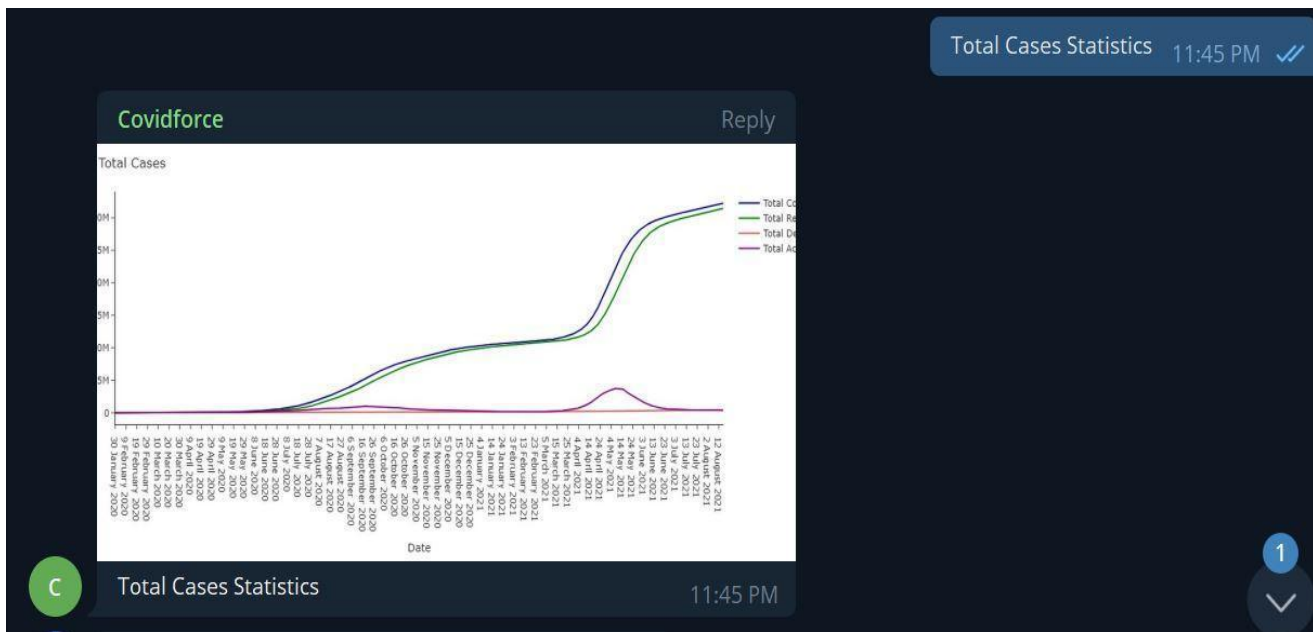 Total Cases Statistics 11:45 PM
Covidforce Reply
Total Cases
0M
5M
0M
5M
0M
5M
0
Total Co
Total Re
Total De
Total Ac
30 January 2020
9 February 2020
19 February 2020
29 February 2020
10 March 2020
20 March 2020
30 March 2020
9 April 2020
19 April 2020
29 April 2020
9 May 2020
19 May 2020
29 May 2020
8 June 2020
18 June 2020
28 June 2020
8 July 2020
18 July 2020
28 July 2020
7 August 2020
17 August 2020
27 August 2020
6 September 2020
16 September 2020
26 September 2020
6 October 2020
16 October 2020
26 October 2020
5 November 2020
15 November 2020
25 November 2020
5 December 2020
15 December 2020
25 December 2020
4 January 2021
14 January 2021
24 January 2021
3 February 2021
13 February 2021
23 February 2021
5 March 2021
15 March 2021
25 March 2021
4 April 2021
14 April 2021
24 April 2021
4 May 2021
14 May 2021
24 May 2021
3 June 2021
13 June 2021
23 June 2021
3 July 2021
13 July 2021
23 July 2021
2 August 2021
12 August 2021
Date
1
C
Total Cases Statistics 11:45 PM